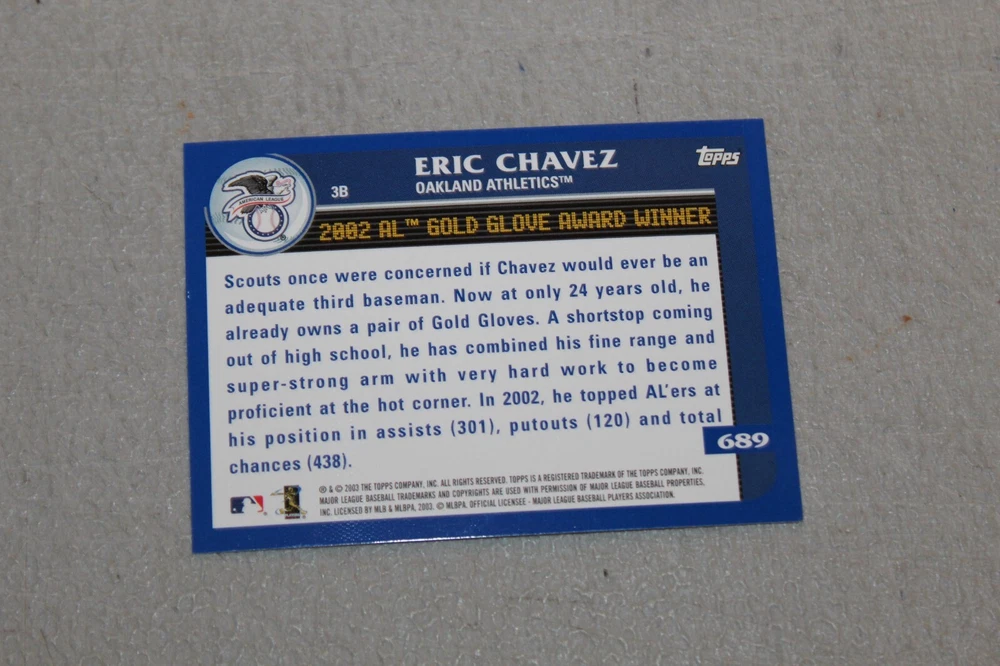 ERIC CHAVEZ
topps
3B
OAKLAND ATHLETICS™
AMERICAN LEAGUE
2002 AL™ GOLD GLOVE AWARD WINNER
Scouts once were concerned if Chavez would ever be an
adequate third baseman. Now at only 24 years old, he
already owns a pair of Gold Gloves. A shortstop coming
out of high school, he has combined his fine range and
super-strong arm with very hard work to become
proficient at the hot corner. In 2002, he topped AL'ers at
his position in assists (301), putouts (120) and total
chances (438).
689
® & © 2003 THE TOPPS COMPANY, INC. ALL RIGHTS RESERVED. TOPPS IS A REGISTERED TRADEMARK OF THE TOPPS COMPANY, INC.
MAJOR LEAGUE BASEBALL TRADEMARKS AND COPYRIGHTS ARE USED WITH PERMISSION OF MAJOR LEAGUE BASEBALL PROPERTIES,
INC. LICENSED BY MLB & MLBPA, 2003. © MLBPA. OFFICIAL LICENSEE - MAJOR LEAGUE BASEBALL PLAYERS ASSOCIATION.